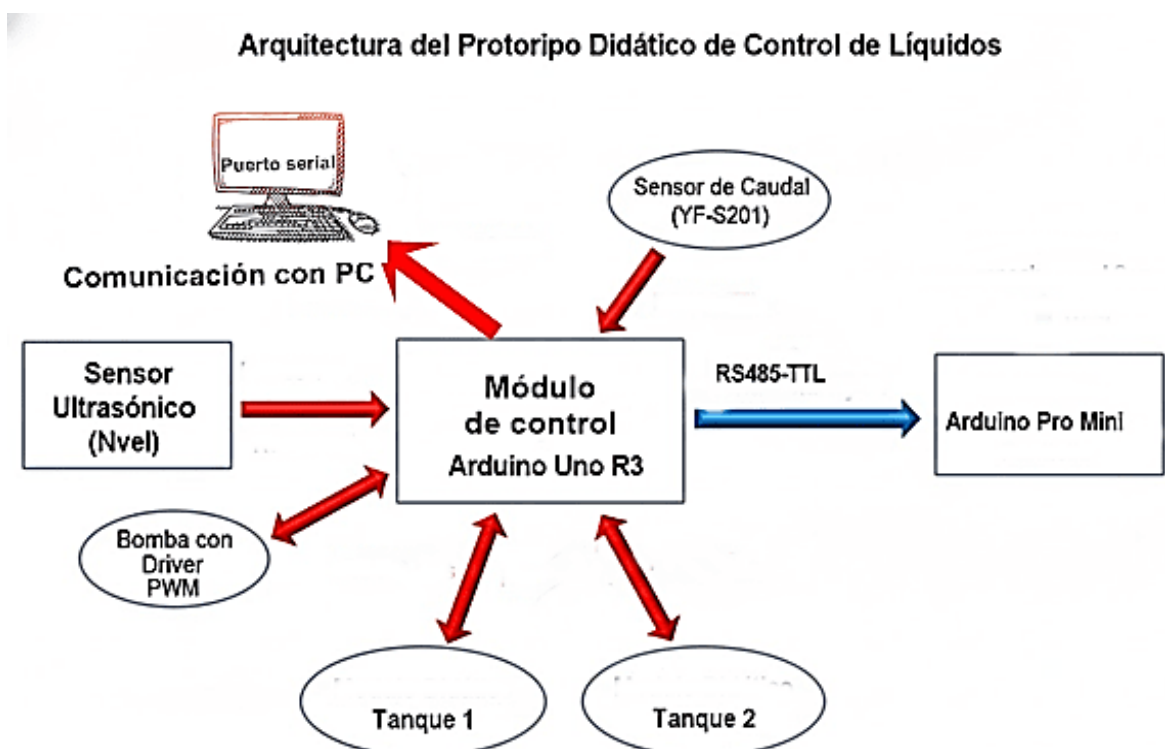 Arquitectura del Protoripo Didático de Control de Líquidos
Puerto serial
Comunicación con PC
Sensor de Caudal
(YF-S201)
Sensor
Ultrasónico
(Nvel)
Módulo
de control
Arduino Uno R3
RS485-TTL
Arduino Pro Mini
Bomba con
Driver
PWM
Tanque 1
Tanque 2